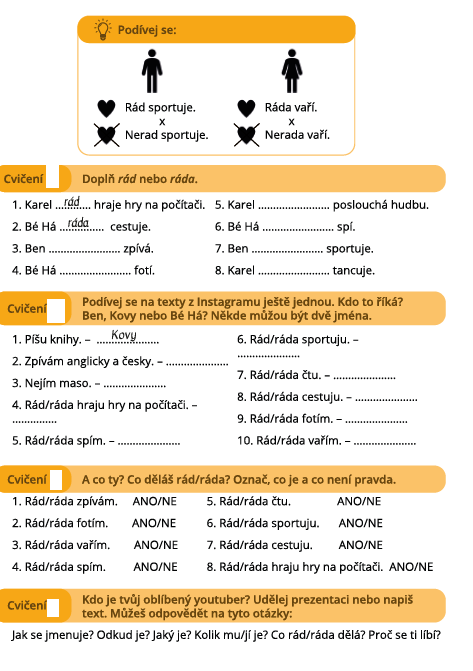 Podívej se:
Rád sportuje.
x
Nerad sportuje.
Ráda vaří.
x
Nerada vaří.
Cvičení
Doplň rád nebo ráda.
1. Karel ...rád... hraje hry na počítači.
2. Bé Há ...ráda... cestuje.
3. Ben ........................ zpívá.
4. Bé Há ........................ fotí.
5. Karel ........................ poslouchá hudbu.
6. Bé Há ........................ spí.
7. Ben ........................ sportuje.
8. Karel ........................ tancuje.
Cvičení
Podívej se na texty z Instagramu ještě jednou. Kdo to říká?
Ben, Kovy nebo Bé Há? Někde můžou být dvě jména.
1. Píšu knihy. – ...Kovy...
2. Zpívám anglicky a česky. – .....................
3. Nejím maso. – .....................
4. Rád/ráda hraju hry na počítači. –
...............
5. Rád/ráda spím. – .....................
6. Rád/ráda sportuju. –
.....................
7. Rád/ráda čtu. – .....................
8. Rád/ráda cestuju. – .....................
9. Rád/ráda fotím. – .....................
10. Rád/ráda vařím. – .....................
Cvičení
A co ty? Co děláš rád/ráda? Označ, co je a co není pravda.
1. Rád/ráda zpívám. ANO/NE
2. Rád/ráda fotím. ANO/NE
3. Rád/ráda vařím. ANO/NE
4. Rád/ráda spím. ANO/NE
5. Rád/ráda čtu. ANO/NE
6. Rád/ráda sportuju. ANO/NE
7. Rád/ráda cestuju. ANO/NE
8. Rád/ráda hraju hry na počítači. ANO/NE
Cvičení
Kdo je tvůj oblíbený youtuber? Udělej prezentaci nebo napiš
text. Můžeš odpovědět na tyto otázky:
Jak se jmenuje? Odkud je? Jaký je? Kolik mu/jí je? Co rád/ráda dělá? Proč se ti líbí?